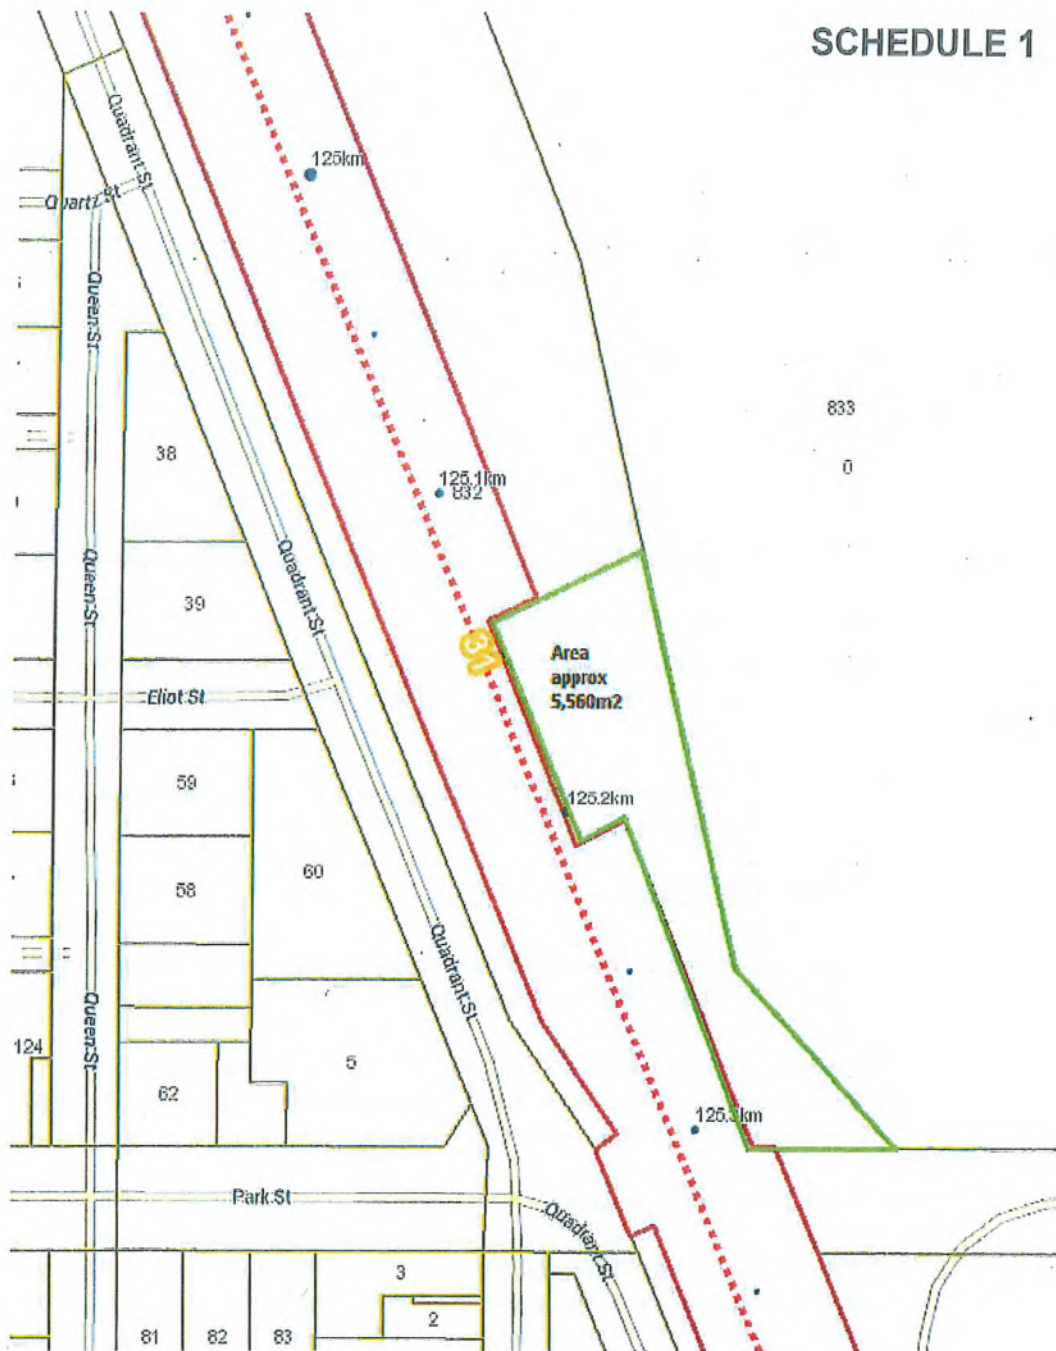 SCHEDULE 1
Quadrant St
125km
Quartz St
Queen St
833
0
38
125.1km
832
Quadrant St
Queen St
39
31
Area
approx
5,560m2
Eliot St
59
125.2km
60
58
Quadrant St
Queen St
124
5
62
125.3km
Park St
Quadrant St
3
2
81
82
83